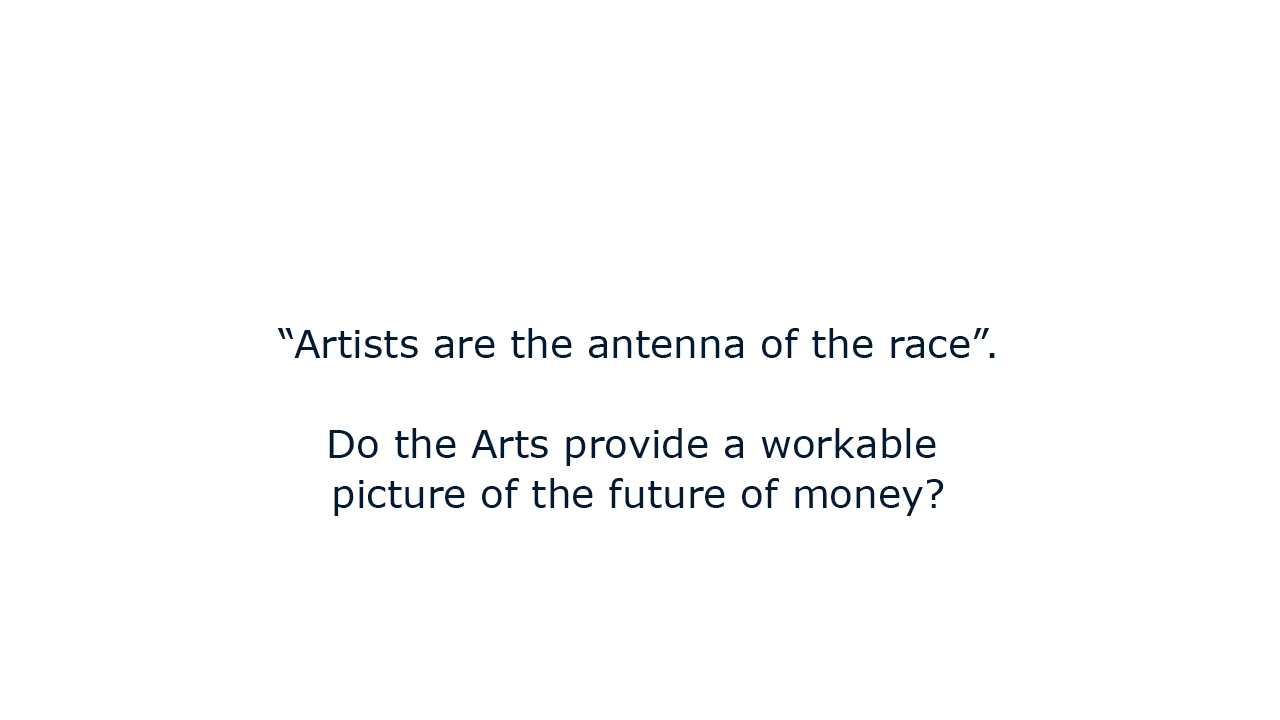 “Artists are the antenna of the race”.
Do the Arts provide a workable
picture of the future of money?